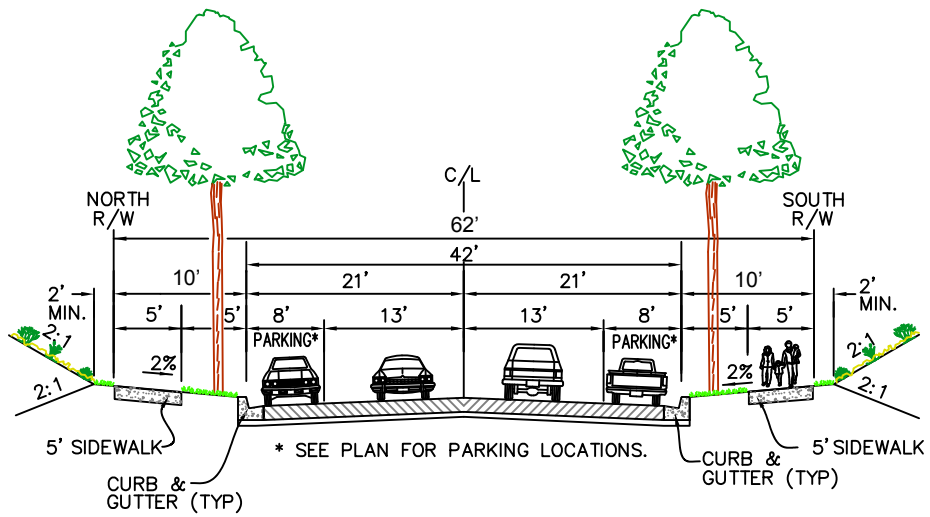 C/L
NORTH
R/W
SOUTH
R/W
62'
42'
10'
21'
21'
10'
2'
MIN.
2'
MIN.
5'
5'
8'
13'
13'
8'
5'
5'
PARKING*
PARKING*
2:1
2:1
2%
2%
2:1
2:1
5' SIDEWALK
* SEE PLAN FOR PARKING LOCATIONS.
5' SIDEWALK
CURB &
GUTTER (TYP)
CURB &
GUTTER (TYP)